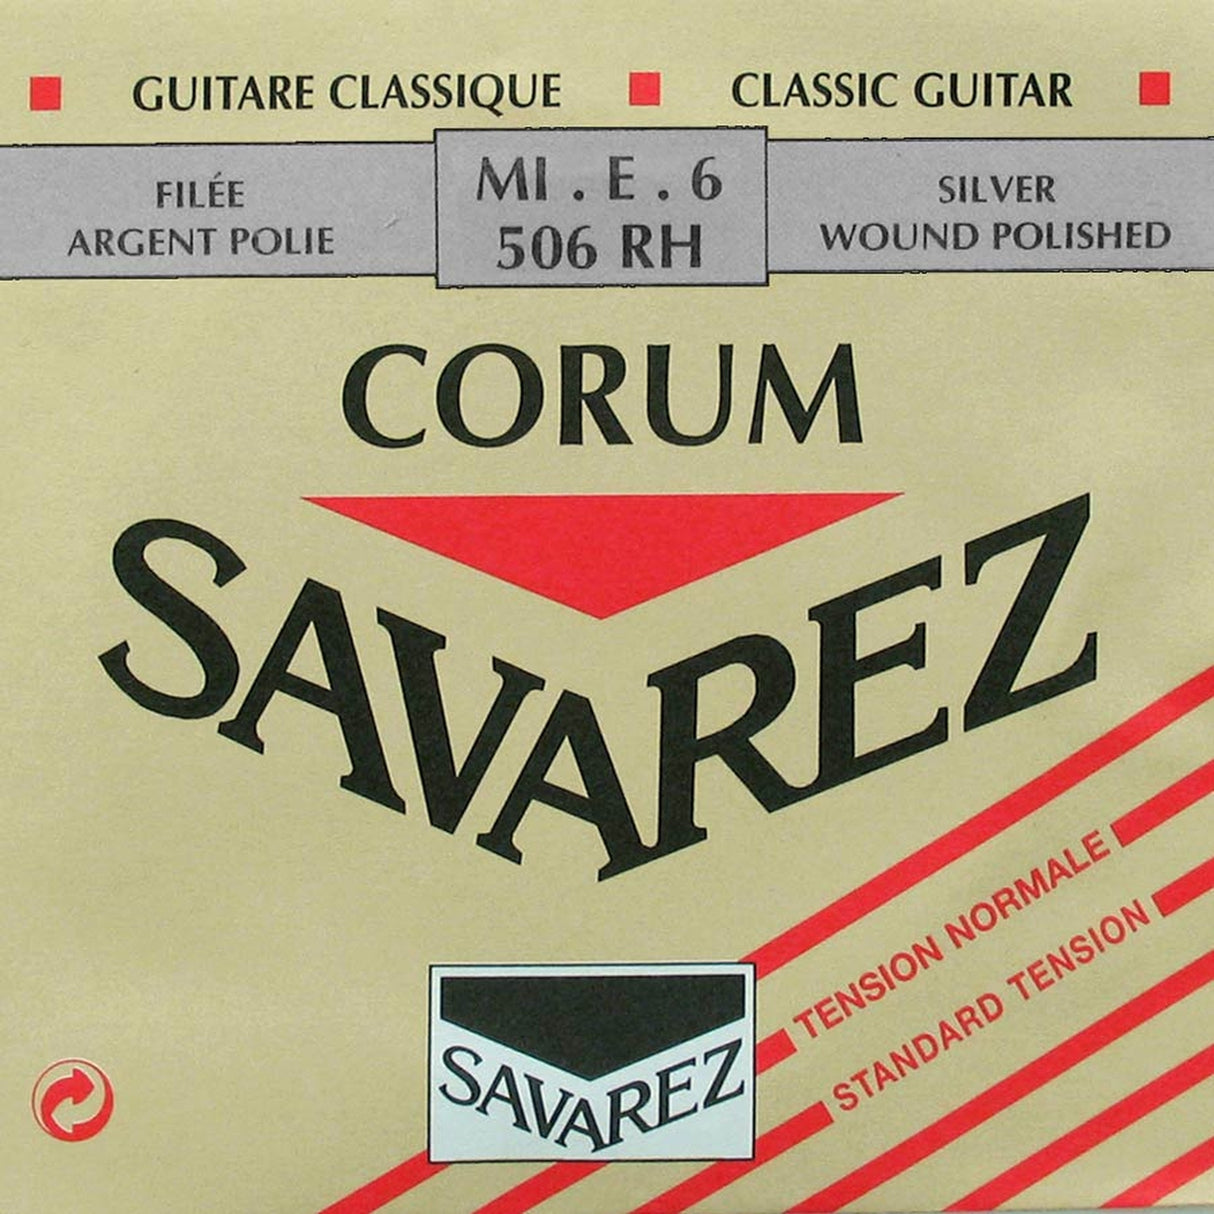 GUITARE CLASSIQUE
CLASSIC GUITAR
FILÉE
ARGENT POLIE
MI . E . 6
506 RH
SILVER
WOUND POLISHED
CORUM
SAVAREZ
TENSION NORMALE
STANDARD TENSION
SAVAREZ